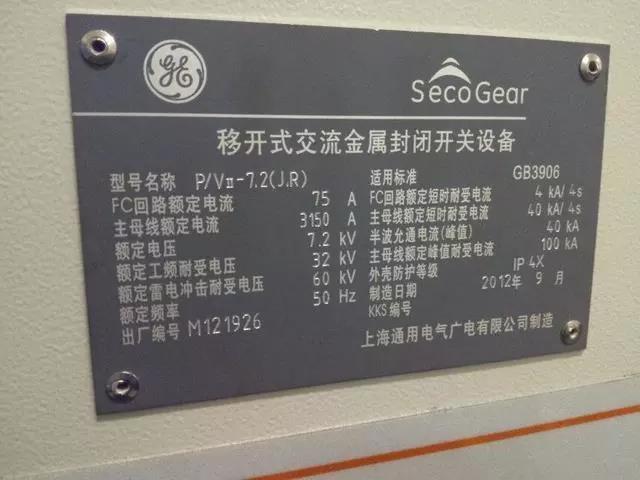 GE
SecoGear
移开式交流金属封闭开关设备
型号名称 P/VⅡ-7.2(J.R)
FC回路额定电流 75 A
主母线额定电流 3150 A
额定电压 7.2 kV
额定工频耐受电压 32 kV
额定雷电冲击耐受电压 60 kV
额定频率 50 Hz
出厂编号 M121926
适用标准 GB3906
FC回路额定短时耐受电流 4 kA/4s
主母线额定短时耐受电流 40 kA/4s
半波允通电流(峰值) 40 kA
主母线额定峰值耐受电流 100 kA
外壳防护等级 IP 4X
制造日期 2012年 9 月
KKS 编号
上海通用电气广电有限公司制造